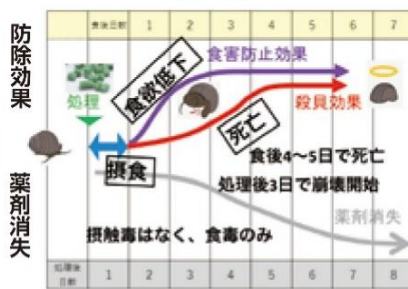 防除効果
薬剤消失
食後日数 1 2 3 4 5 6 7
処理
食欲低下
食害防止効果
殺貝効果
死亡
摂食
食後4〜5日で死亡
処理後3日で崩壊開始
薬剤消失
摂触毒はなく、食毒のみ
処理後
日数 1 2 3 4 5 6 7 8